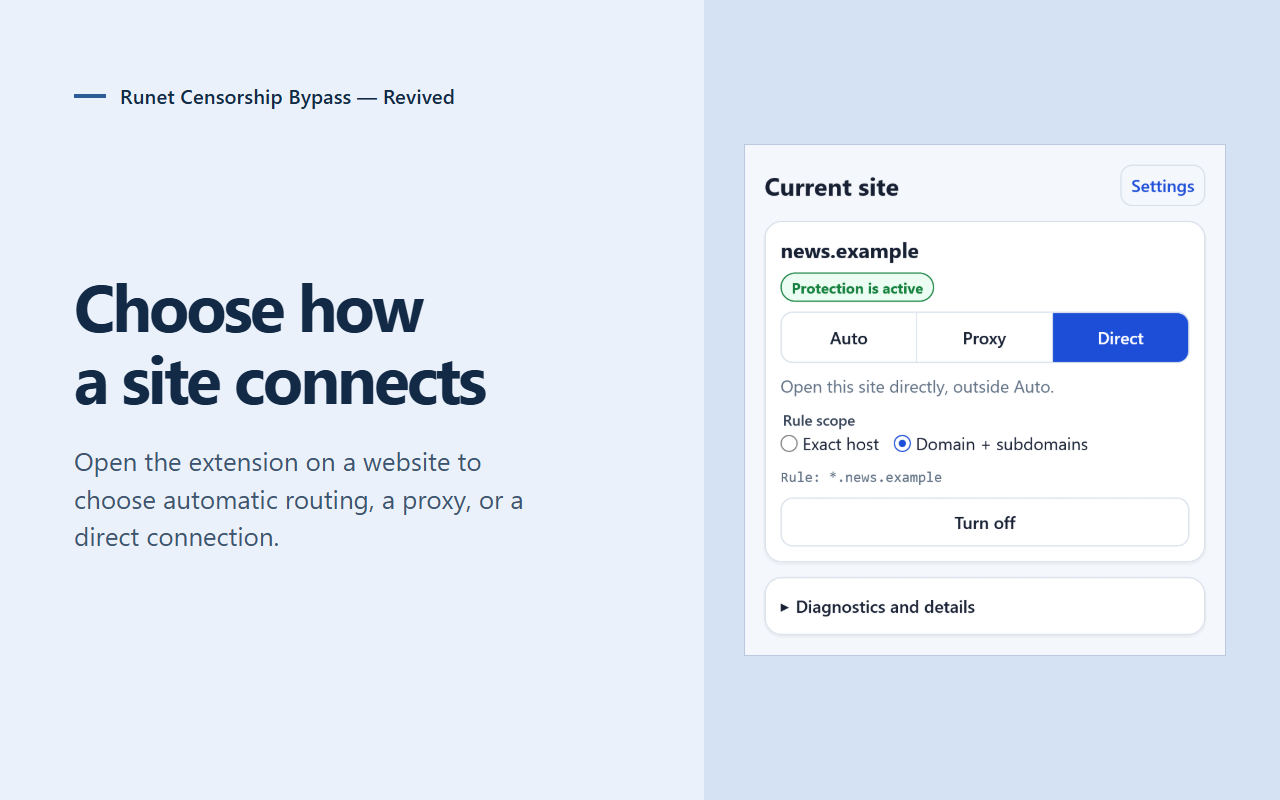 Runet Censorship Bypass — Revived
Choose how
a site connects
Open the extension on a website to
choose automatic routing, a proxy, or a
direct connection.
Current site
Settings
news.example
Protection is active
Auto
Proxy
Direct
Open this site directly, outside Auto.
Rule scope
Exact host
Domain + subdomains
Rule: *.news.example
Turn off
Diagnostics and details